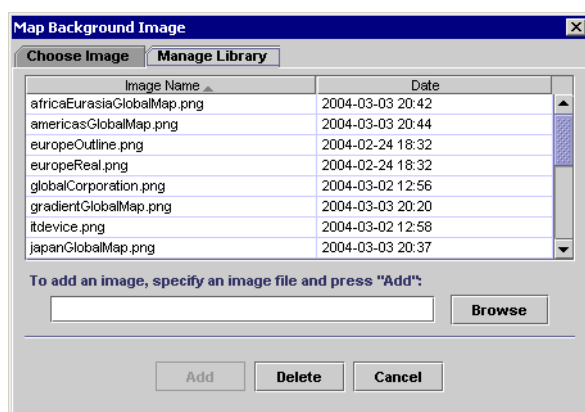 Map Background Image
Choose Image Manage Library
Image Name Date
africaEurasiaGlobalMap.png 2004-03-03 20:42
americasGlobalMap.png 2004-03-03 20:44
europeOutline.png 2004-02-24 18:32
europeReal.png 2004-02-24 18:32
globalCorporation.png 2004-03-02 12:56
gradientGlobalMap.png 2004-03-03 20:20
itdevice.png 2004-03-02 12:58
japanGlobalMap.png 2004-03-03 20:37
To add an image, specify an image file and press "Add":
Browse
Add Delete Cancel